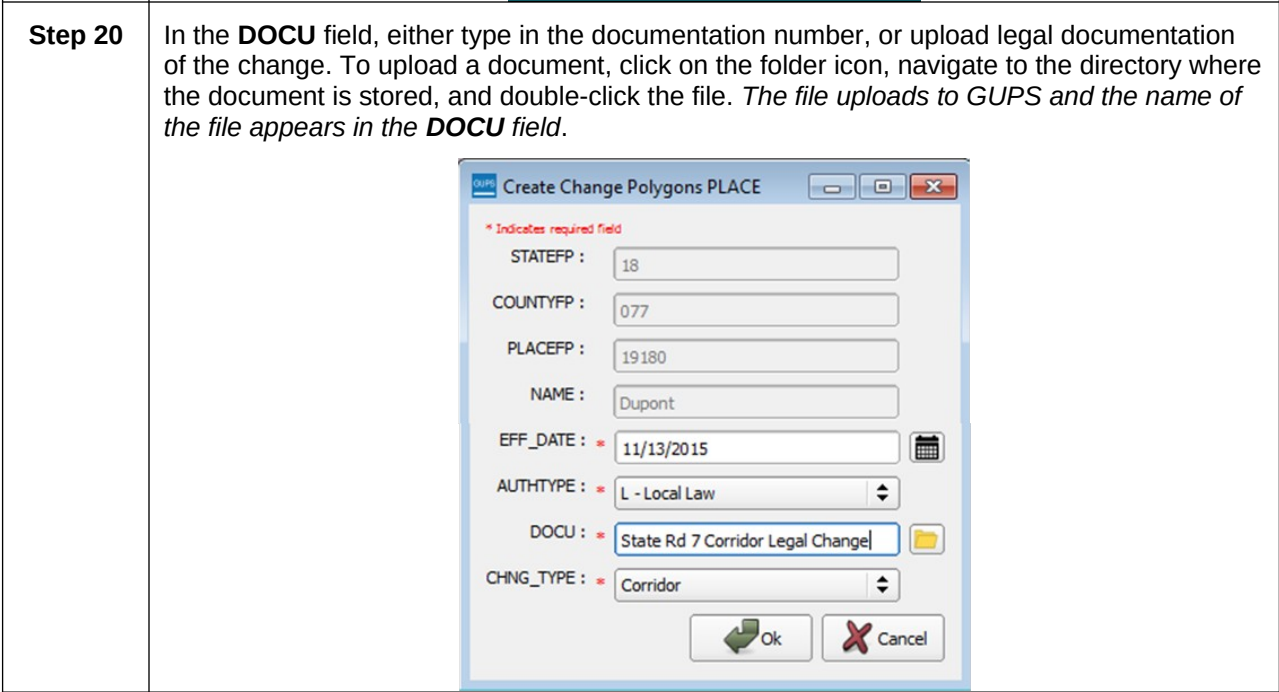 Step 20
In the DOCU field, either type in the documentation number, or upload legal documentation
of the change. To upload a document, click on the folder icon, navigate to the directory where
the document is stored, and double-click the file. The file uploads to GUPS and the name of
the file appears in the DOCU field.
GUPS Create Change Polygons PLACE
* Indicates required field
STATEFP : 18
COUNTYFP : 077
PLACEFP : 19180
NAME : Dupont
EFF_DATE : * 11/13/2015
AUTHTYPE : * L - Local Law
DOCU : * State Rd 7 Corridor Legal Change
CHNG_TYPE : * Corridor
Ok Cancel